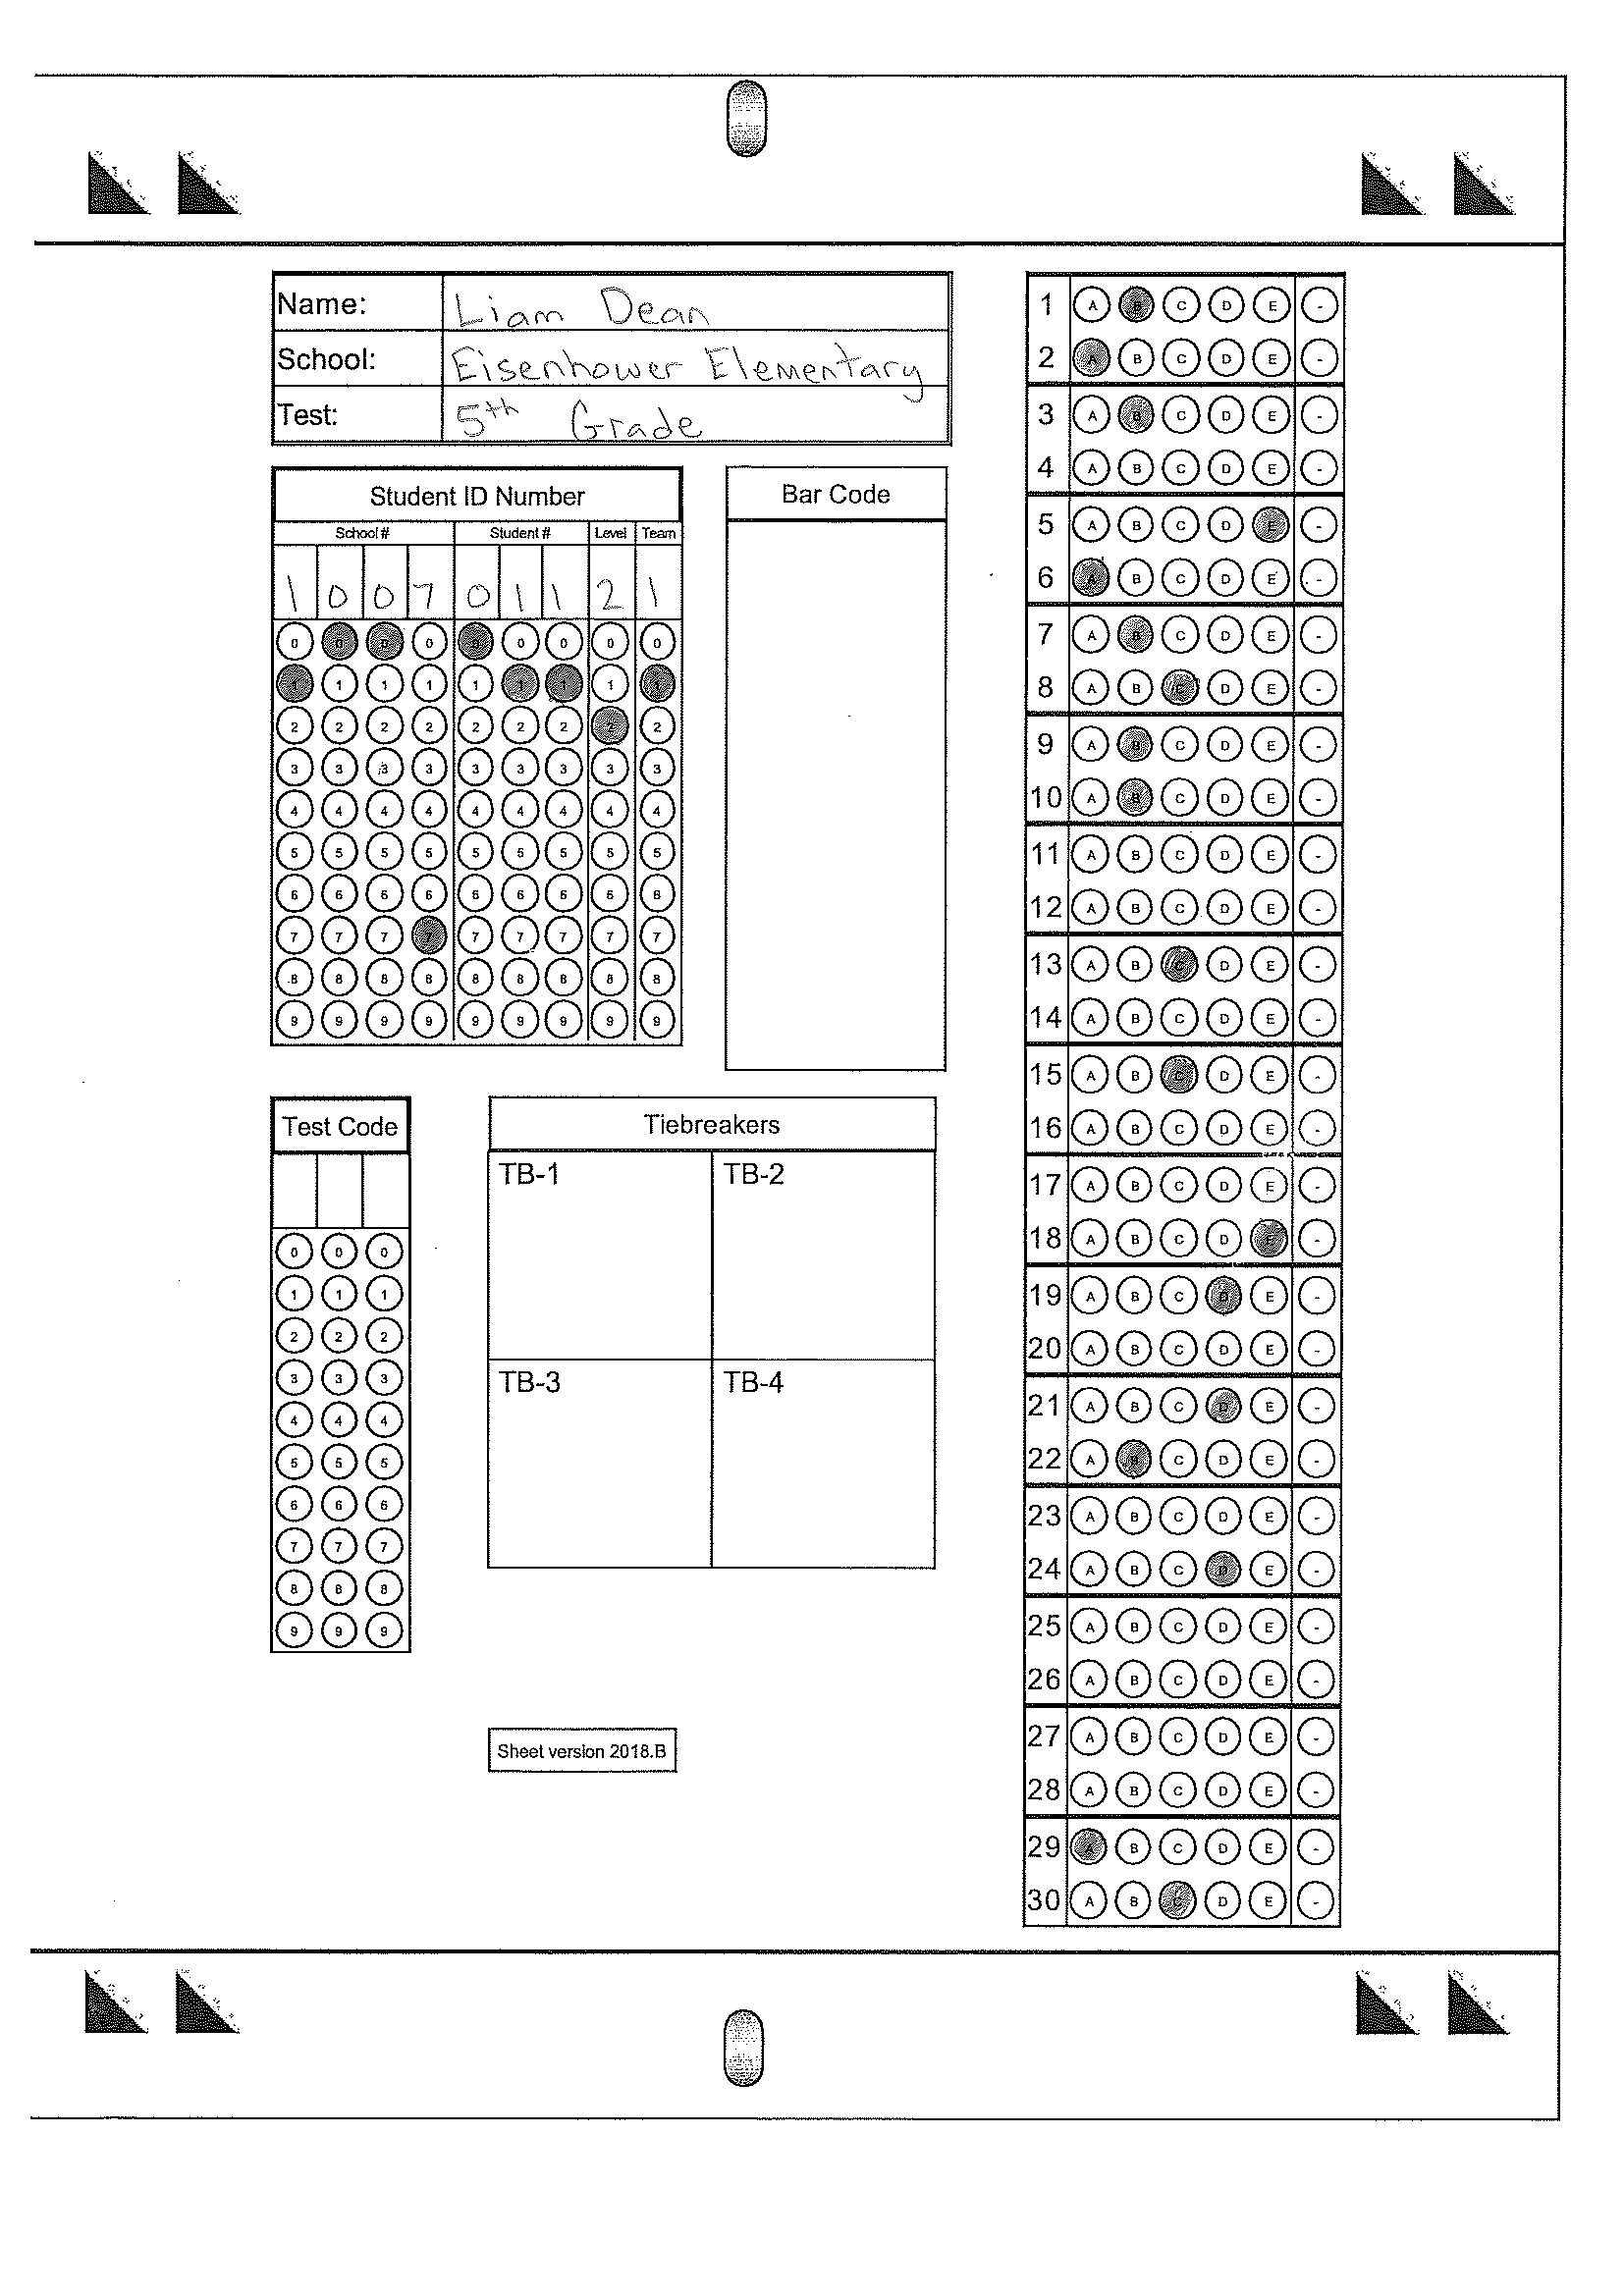 Name: Liam Dean
School: Eisenhower Elementary
Test: 5th Grade
Student ID Number
School # Student # Level Team
1 0 0 7 0 1 1 2 1
0 0 0 0 0 0 0 0 0
1 1 1 1 1 1 1 1 1
2 2 2 2 2 2 2 2 2
3 3 3 3 3 3 3 3 3
4 4 4 4 4 4 4 4 4
5 5 5 5 5 5 5 5 5
6 6 6 6 6 6 6 6 6
7 7 7 7 7 7 7 7 7
8 8 8 8 8 8 8 8 8
9 9 9 9 9 9 9 9 9
Bar Code
Test Code
0 0 0
1 1 1
2 2 2
3 3 3
4 4 4
5 5 5
6 6 6
7 7 7
8 8 8
9 9 9
Tiebreakers
TB-1 TB-2
TB-3 TB-4
Sheet version 2018.B
1 A B C D E -
2 A B C D E -
3 A B C D E -
4 A B C D E -
5 A B C D E -
6 A B C D E -
7 A B C D E -
8 A B C D E -
9 A B C D E -
10 A B C D E -
11 A B C D E -
12 A B C D E -
13 A B C D E -
14 A B C D E -
15 A B C D E -
16 A B C D E -
17 A B C D E -
18 A B C D E -
19 A B C D E -
20 A B C D E -
21 A B C D E -
22 A B C D E -
23 A B C D E -
24 A B C D E -
25 A B C D E -
26 A B C D E -
27 A B C D E -
28 A B C D E -
29 A B C D E -
30 A B C D E -